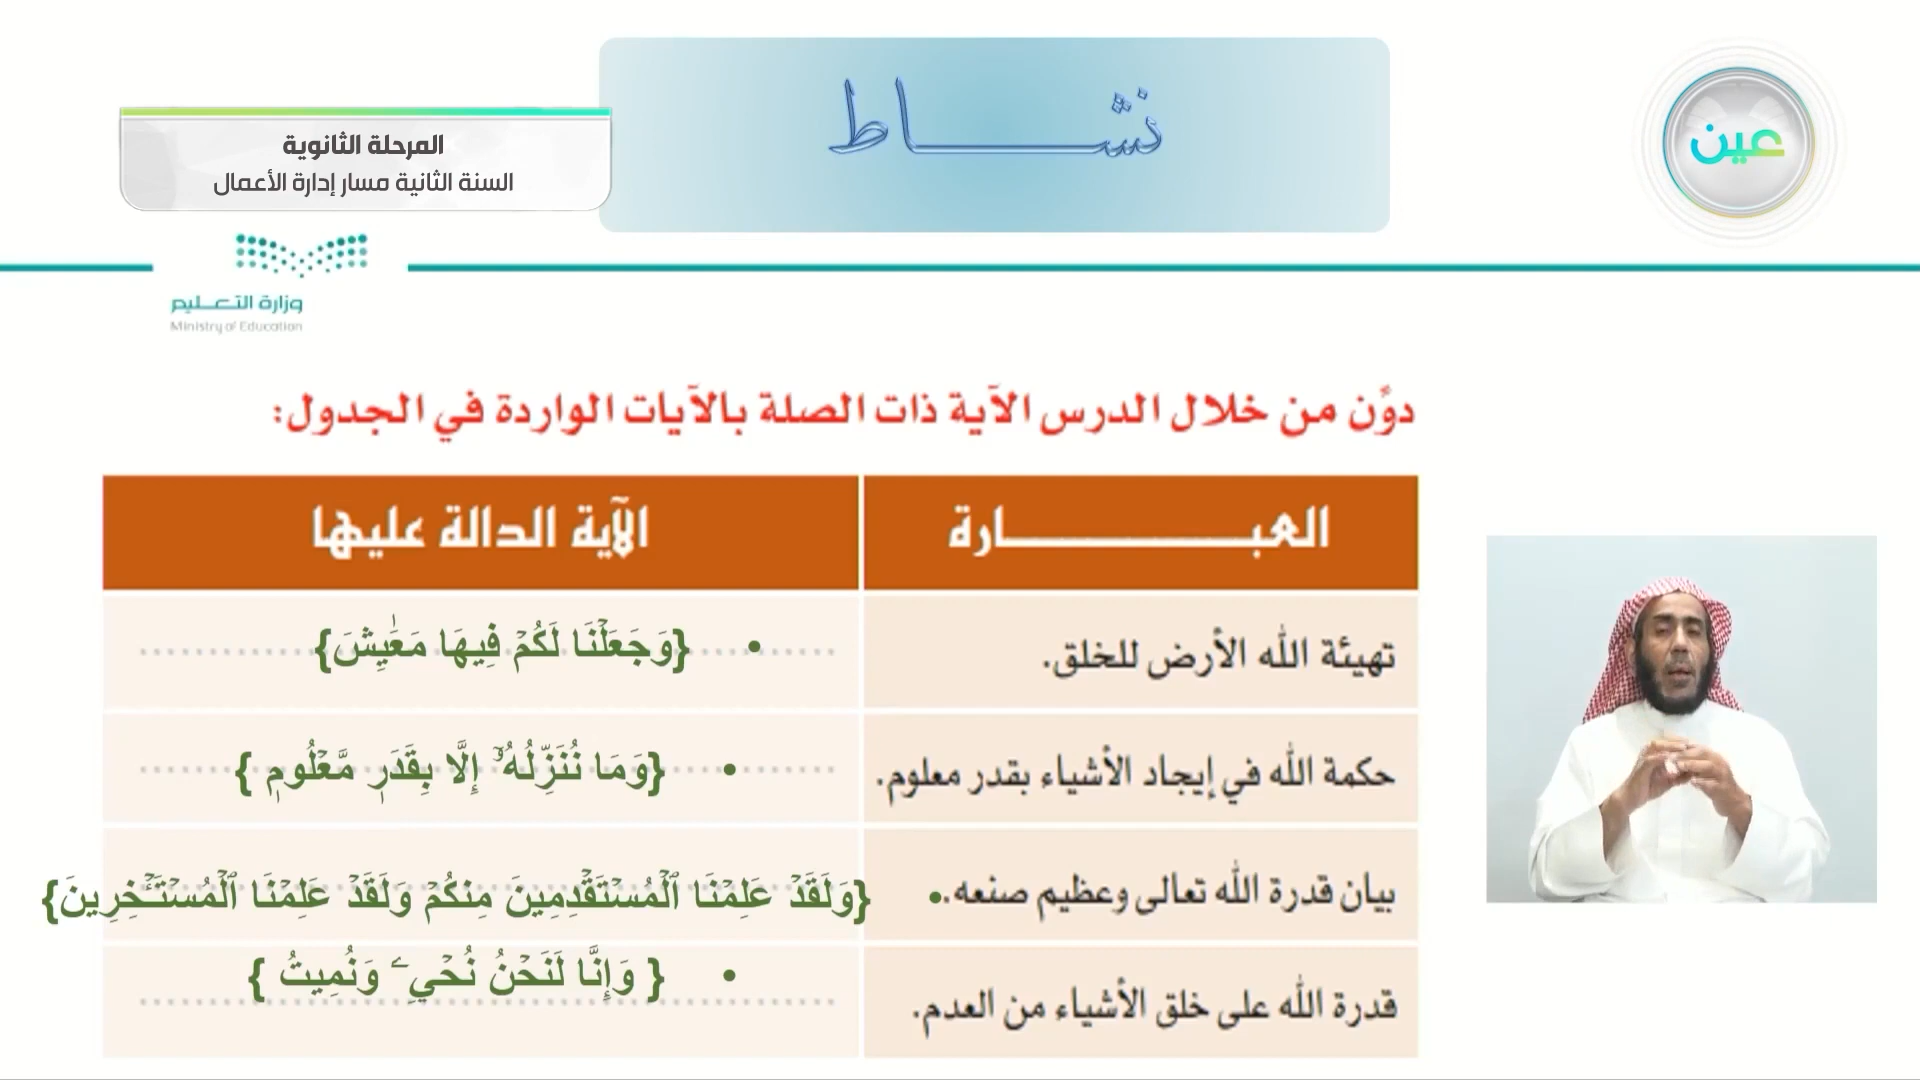 نشـــــاط
عين
المرحلة الثانوية
السنة الثانية مسار إدارة الأعمال
وزارة التعـــليم
Ministry of Education
دوِّن من خلال الدرس الآية ذات الصلة بالآيات الواردة في الجدول:
العبـــــــــــارة
الآية الدالة عليها
تهيئة الله الأرض للخلق.
• {وَجَعَلۡنَا لَكُمۡ فِيهَا مَعَٰيِشَ}
حكمة الله في إيجاد الأشياء بقدر معلوم.
• {وَمَا نُنَزِّلُهُۥٓ إِلَّا بِقَدَرٖ مَّعۡلُومٖ }
بيان قدرة الله تعالى وعظيم صنعه.
• {وَلَقَدۡ عَلِمۡنَا ٱلۡمُسۡتَقۡدِمِينَ مِنكُمۡ وَلَقَدۡ عَلِمۡنَا ٱلۡمُسۡتَـٔۡخِرِينَ}
قدرة الله على خلق الأشياء من العدم.
• { وَإِنَّا لَنَحۡنُ نُحۡيِۦ وَنُمِيتُ }